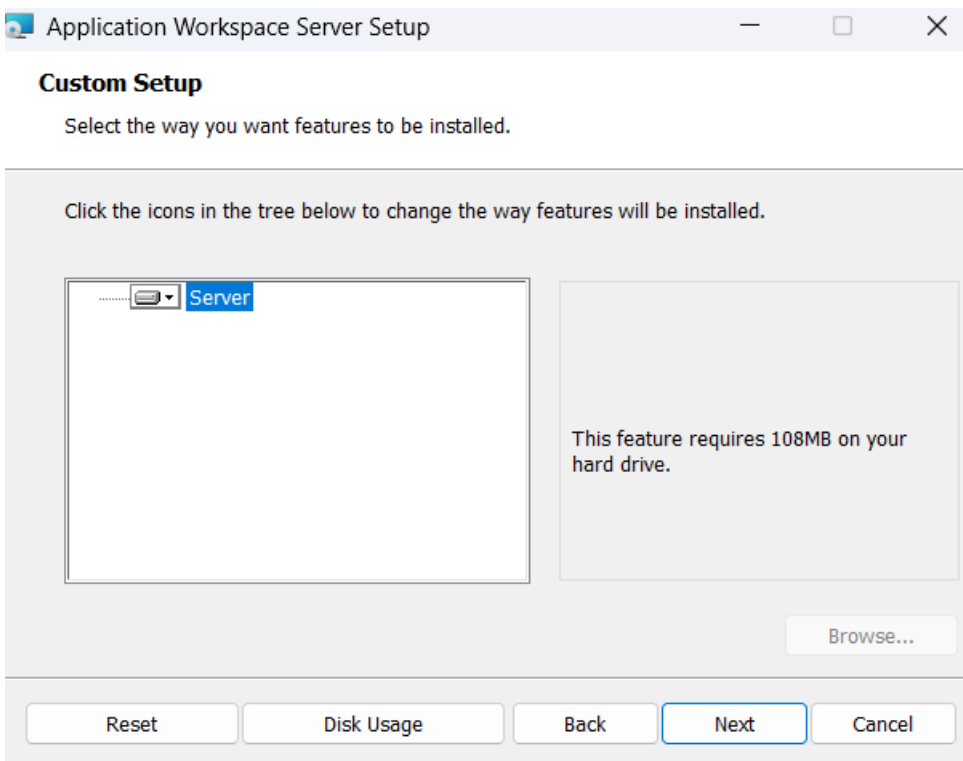 Application Workspace Server Setup
Custom Setup
Select the way you want features to be installed.
Click the icons in the tree below to change the way features will be installed.
Server
This feature requires 108MB on your
hard drive.
Browse...
Reset Disk Usage Back Next Cancel